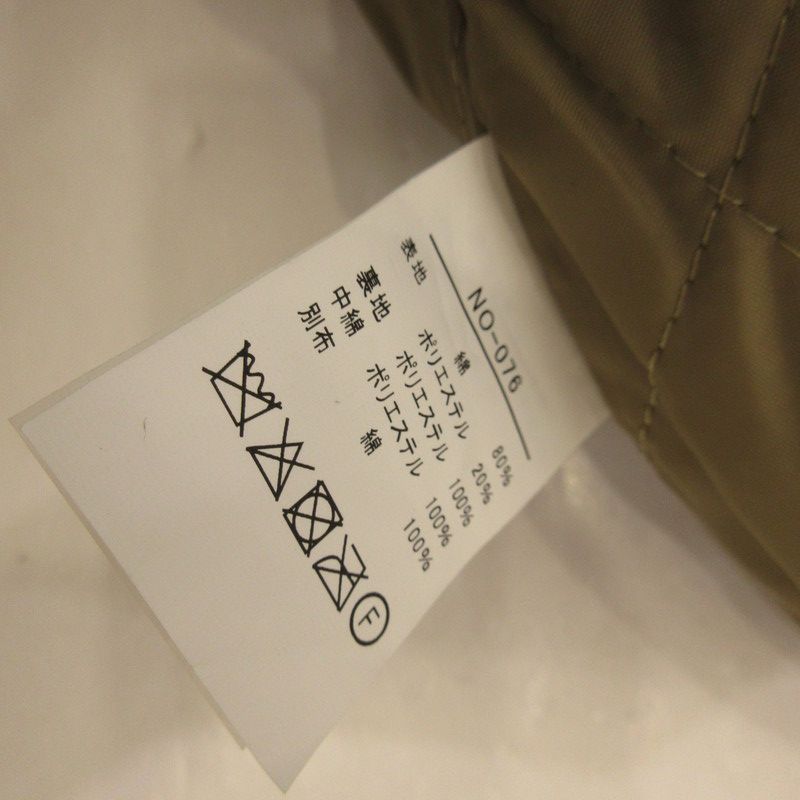 NO-076
表地 綿 80%
ポリエステル 20%
裏地 ポリエステル 100%
中綿 ポリエステル 100%
別布 綿 100%
F